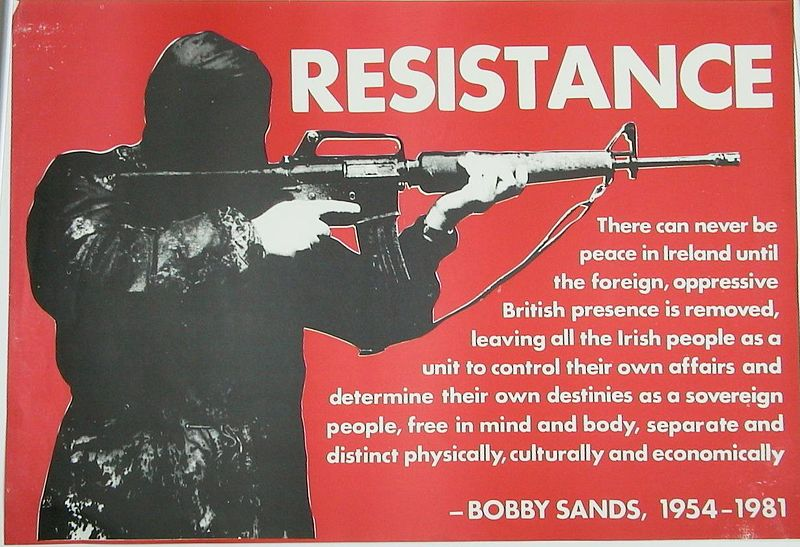 RESISTANCE
There can never be
peace in Ireland until
the foreign, oppressive
British presence is removed,
leaving all the Irish people as a
unit to control their own affairs and
determine their own destinies as a sovereign
people, free in mind and body, separate and
distinct physically, culturally and economically
–BOBBY SANDS, 1954–1981